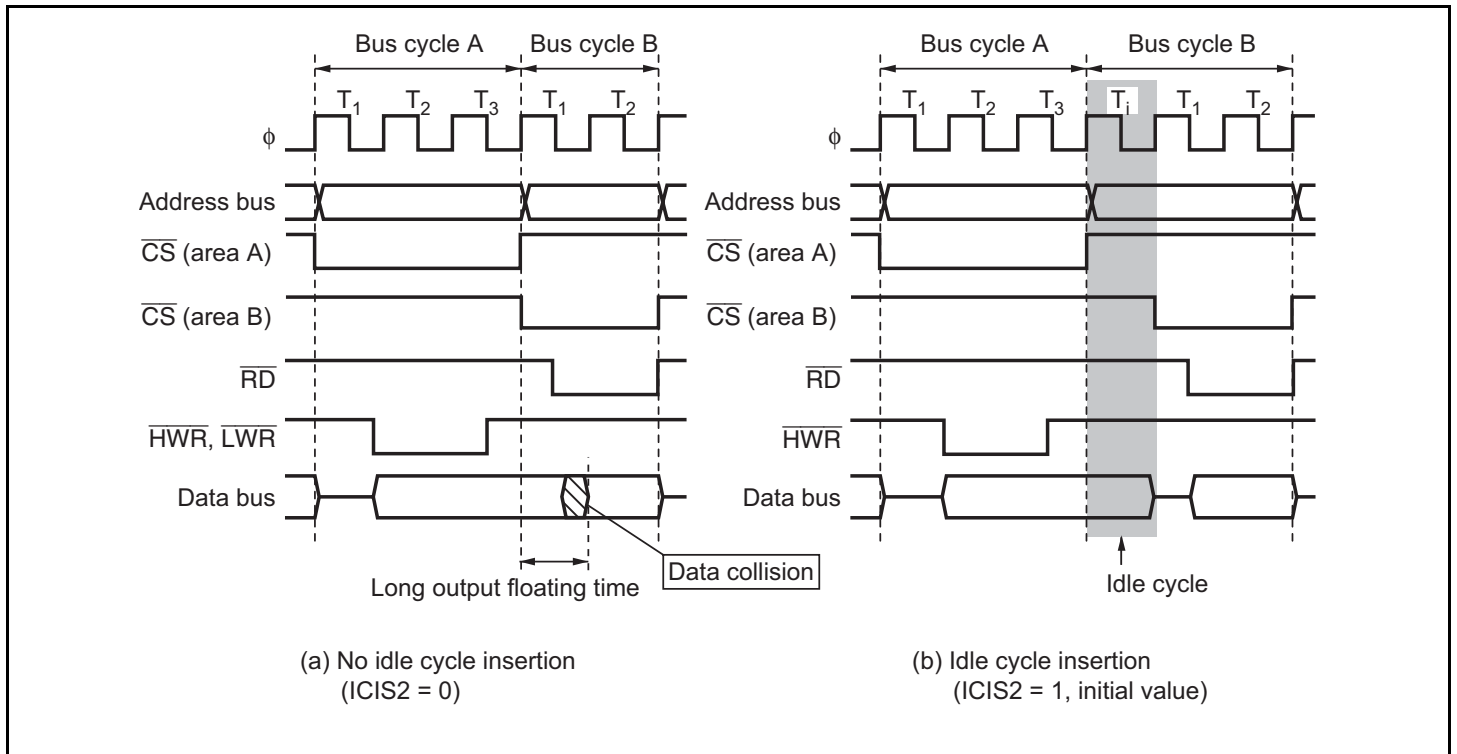 Bus cycle A
Bus cycle B
T1 T2 T3 T1 T2
ϕ
Address bus
CS (area A)
CS (area B)
RD
HWR, LWR
Data bus
Long output floating time
Data collision
(a) No idle cycle insertion
(ICIS2 = 0)
Bus cycle A
Bus cycle B
T1 T2 T3 Ti T1 T2
ϕ
Address bus
CS (area A)
CS (area B)
RD
HWR
Data bus
Idle cycle
(b) Idle cycle insertion
(ICIS2 = 1, initial value)